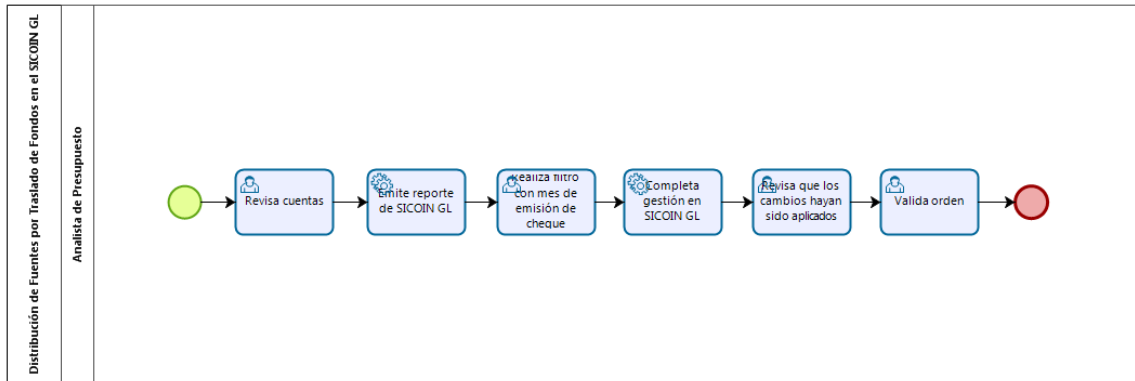 Distribución de Fuentes por Traslado de Fondos en el SICOIN GL
Analista de Presupuesto
Revisa cuentas
Emite reporte
de SICOIN GL
Realiza filtro
con mes de
emisión de
cheque
Completa
gestión en
SICOIN GL
Revisa que los
cambios hayan
sido aplicados
Valida orden